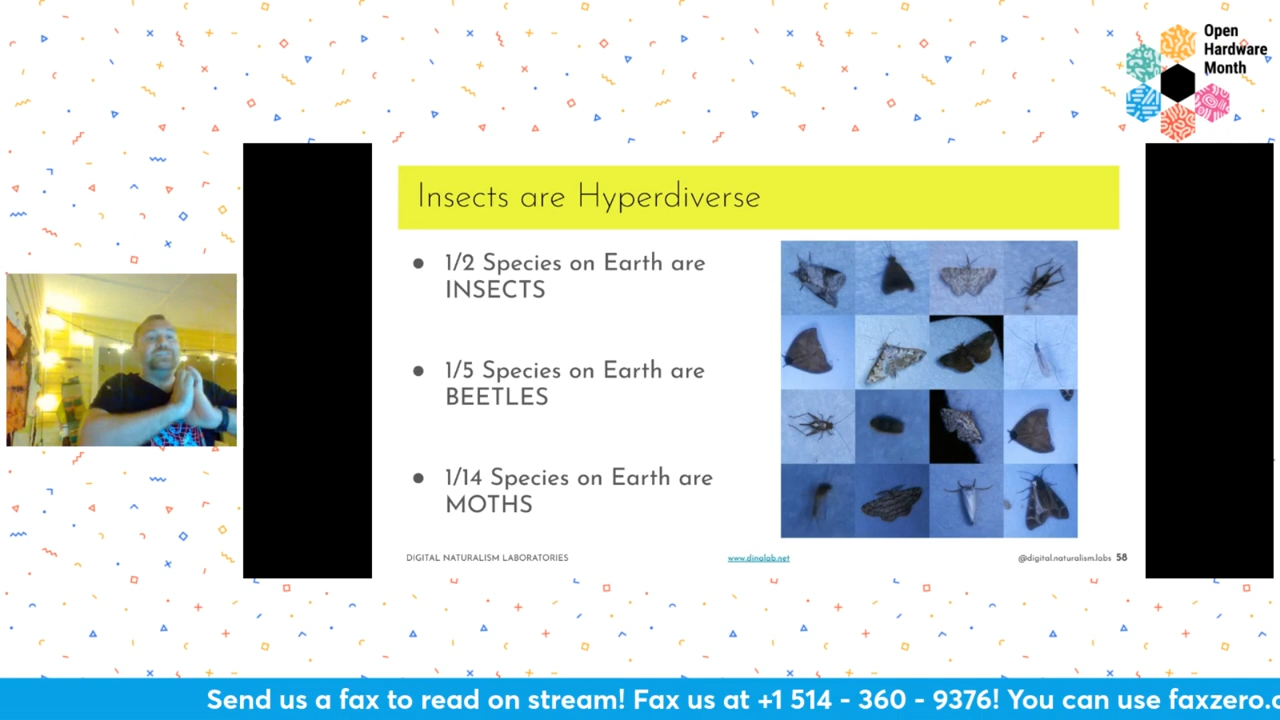 Open
Hardware
Month
Insects are Hyperdiverse
1/2 Species on Earth are
INSECTS
1/5 Species on Earth are
BEETLES
1/14 Species on Earth are
MOTHS
DIGITAL NATURALISM LABORATORIES
www.dinalab.net
@digital.naturalism.labs 58
Send us a fax to read on stream! Fax us at +1 514 - 360 - 9376! You can use faxzero.c